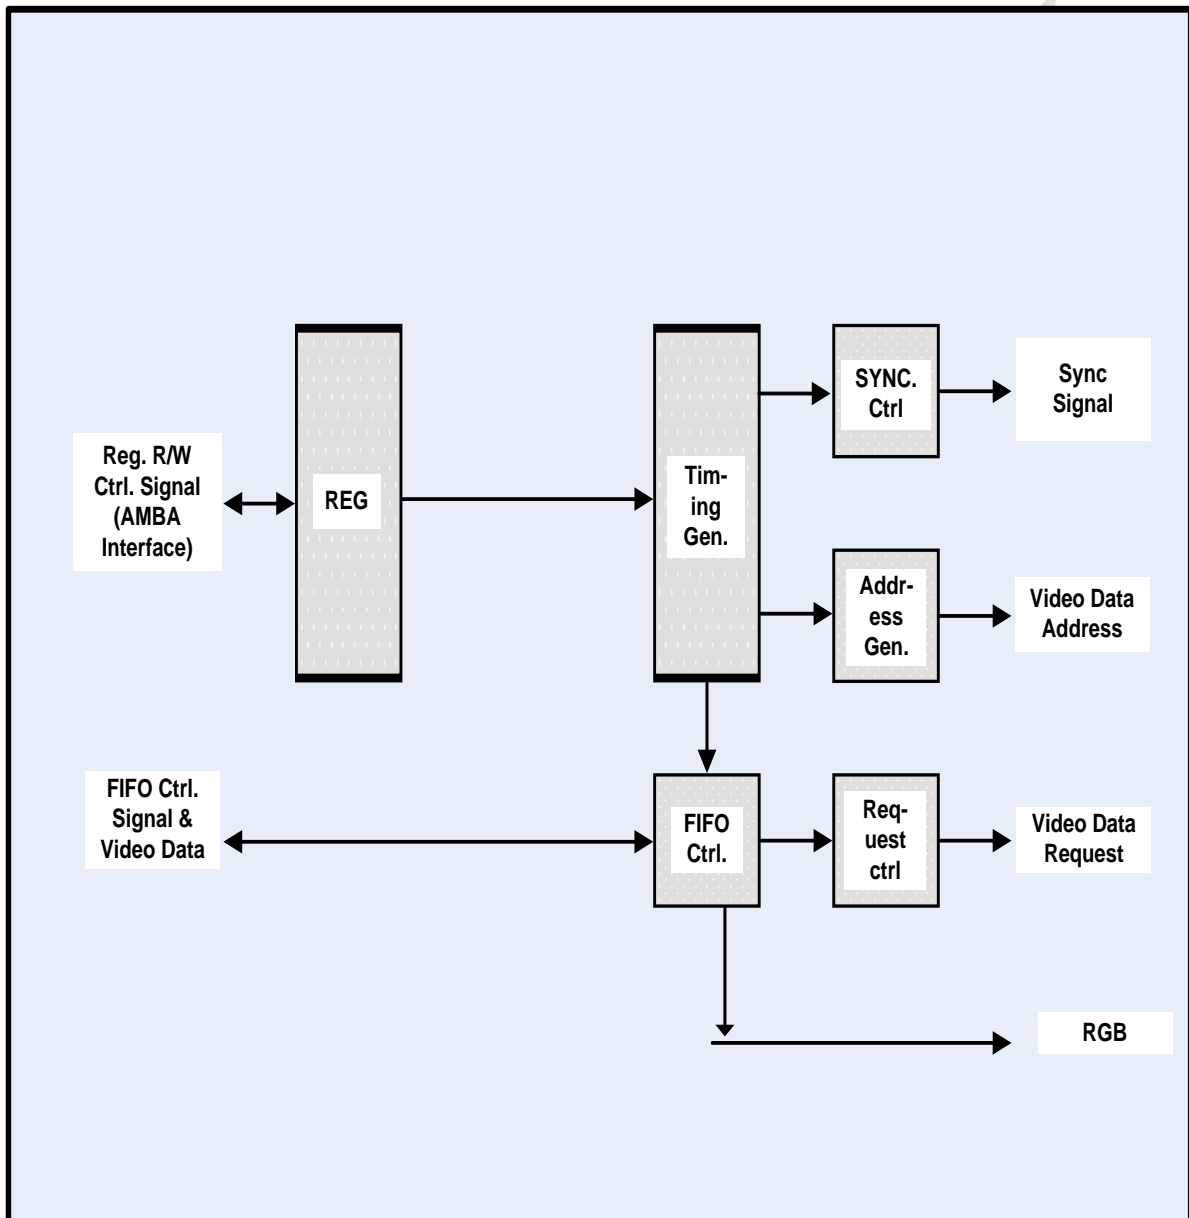 SYNC.
Ctrl
Sync
Signal
Reg. R/W
Ctrl. Signal
(AMBA
Interface)
REG
Tim-
ing
Gen.
Addr-
ess
Gen.
Video Data
Address
FIFO Ctrl.
Signal &
Video Data
FIFO
Ctrl.
Req-
uest
ctrl
Video Data
Request
RGB